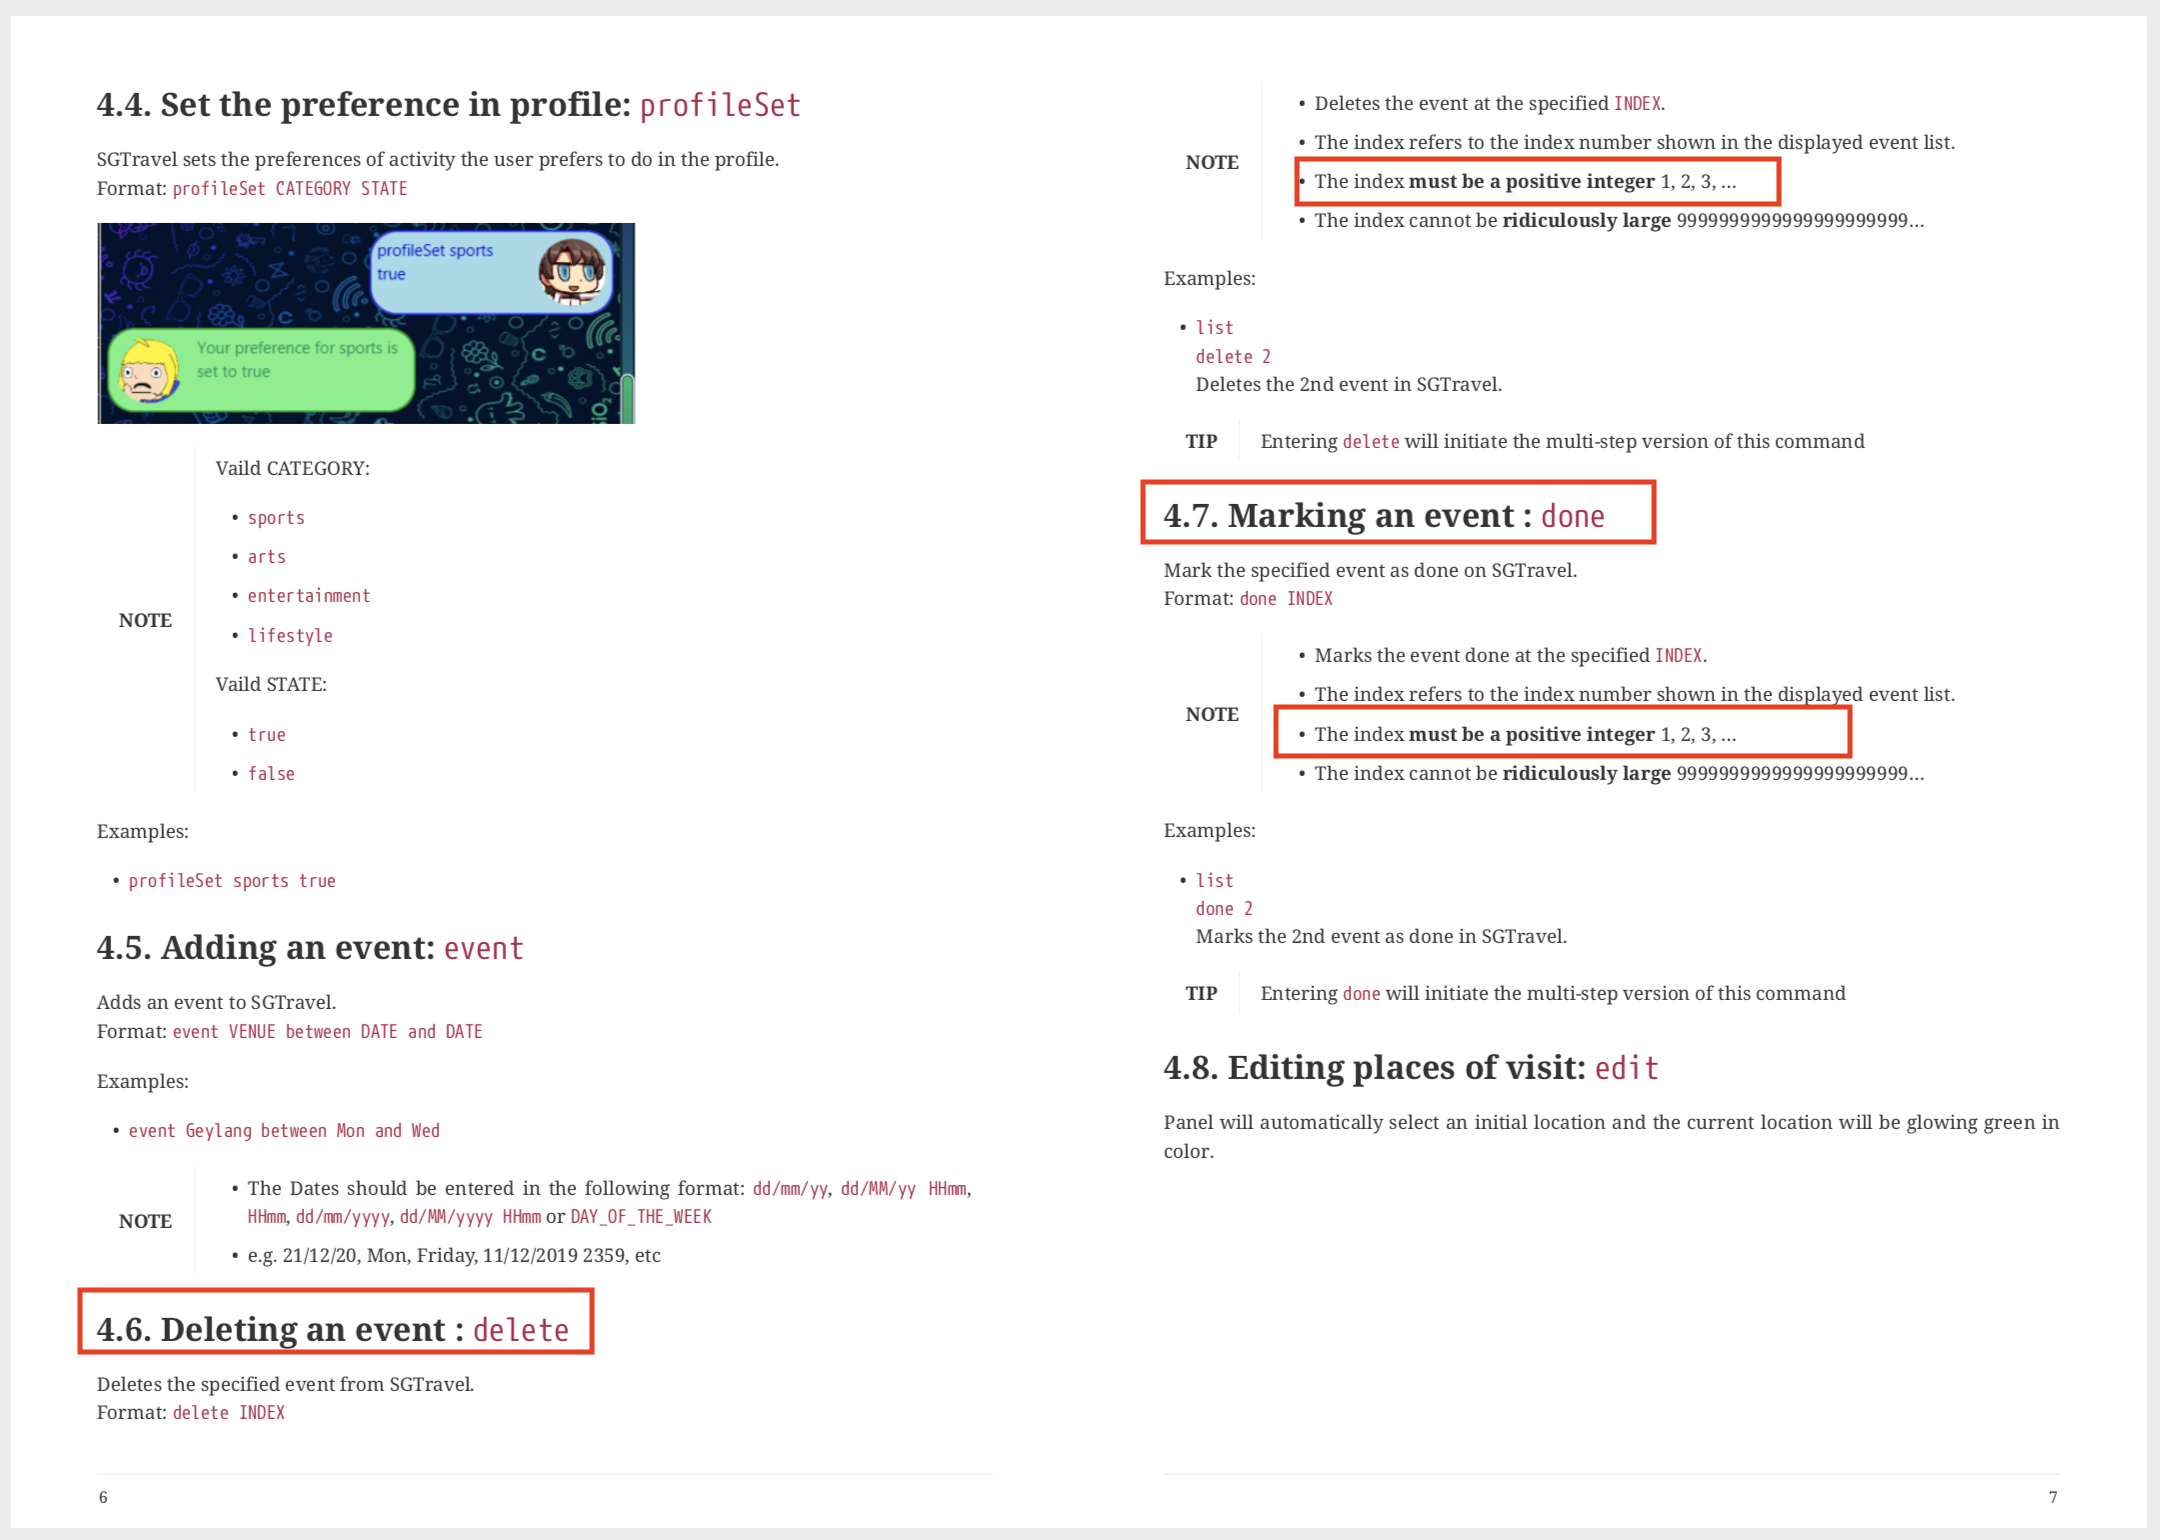 4.4. Set the preference in profile: profileSet
SGTravel sets the preferences of activity the user prefers to do in the profile.
Format: profileSet CATEGORY STATE
profileSet sports
true
Your preference for sports is
set to true
NOTE
Vaild CATEGORY:
• sports
• arts
• entertainment
• lifestyle
Vaild STATE:
• true
• false
Examples:
• profileSet sports true
4.5. Adding an event: event
Adds an event to SGTravel.
Format: event VENUE between DATE and DATE
Examples:
• event Geylang between Mon and Wed
NOTE
• The Dates should be entered in the following format: dd/mm/yy, dd/MM/yy HHmm,
HHmm, dd/mm/yyyy, dd/MM/yyyy HHmm or DAY_OF_THE_WEEK
• e.g. 21/12/20, Mon, Friday, 11/12/2019 2359, etc
4.6. Deleting an event : delete
Deletes the specified event from SGTravel.
Format: delete INDEX
6
NOTE
• Deletes the event at the specified INDEX.
• The index refers to the index number shown in the displayed event list.
• The index must be a positive integer 1, 2, 3, …
• The index cannot be ridiculously large 9999999999999999999999…
Examples:
• list
delete 2
Deletes the 2nd event in SGTravel.
TIP Entering delete will initiate the multi-step version of this command
4.7. Marking an event : done
Mark the specified event as done on SGTravel.
Format: done INDEX
NOTE
• Marks the event done at the specified INDEX.
• The index refers to the index number shown in the displayed event list.
• The index must be a positive integer 1, 2, 3, …
• The index cannot be ridiculously large 9999999999999999999999…
Examples:
• list
done 2
Marks the 2nd event as done in SGTravel.
TIP Entering done will initiate the multi-step version of this command
4.8. Editing places of visit: edit
Panel will automatically select an initial location and the current location will be glowing green in
color.
7